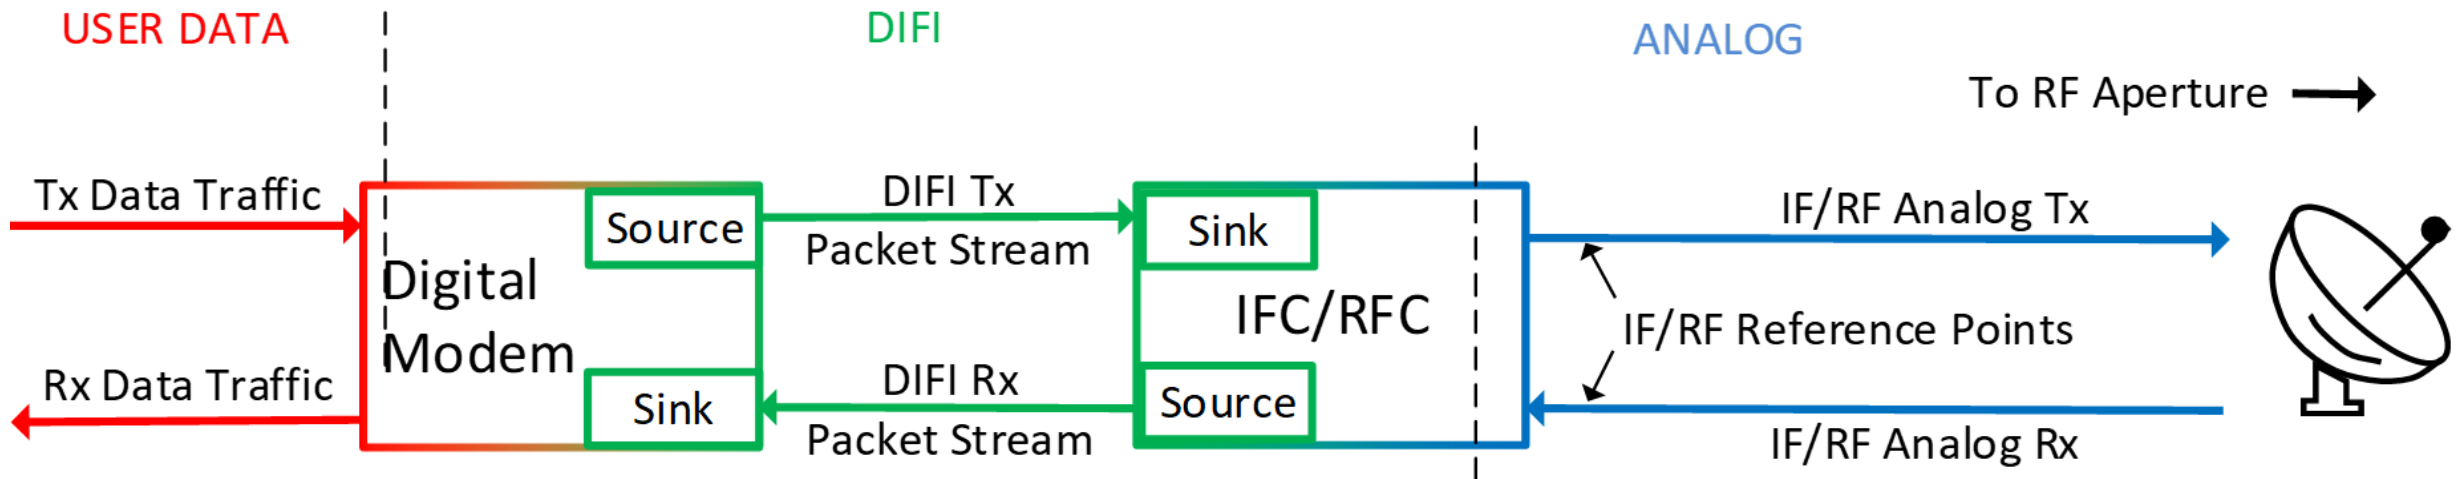 USER DATA
DIFI
ANALOG
To RF Aperture
Tx Data Traffic
Source
DIFI Tx
Packet Stream
Sink
IF/RF Analog Tx
Digital
Modem
IFC/RFC
IF/RF Reference Points
Rx Data Traffic
Sink
DIFI Rx
Packet Stream
Source
IF/RF Analog Rx